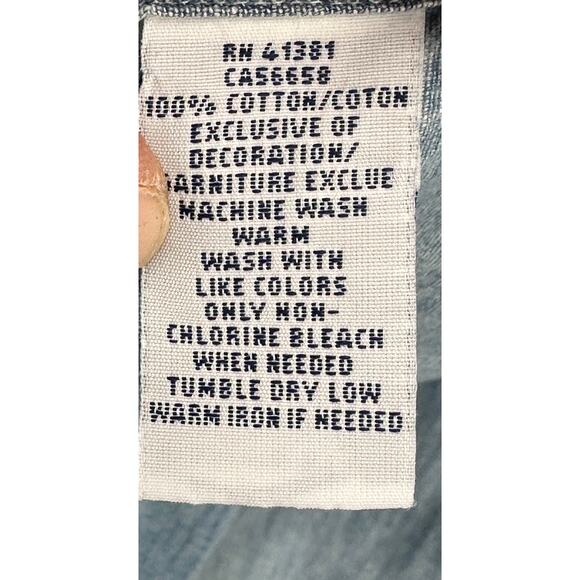 RN 41381
CA56658
100% COTTON/COTON
EXCLUSIVE OF
DECORATION/
GARNITURE EXCLUE
MACHINE WASH
WARM
WASH WITH
LIKE COLORS
ONLY NON-
CHLORINE BLEACH
WHEN NEEDED
TUMBLE DRY LOW
WARM IRON IF NEEDED